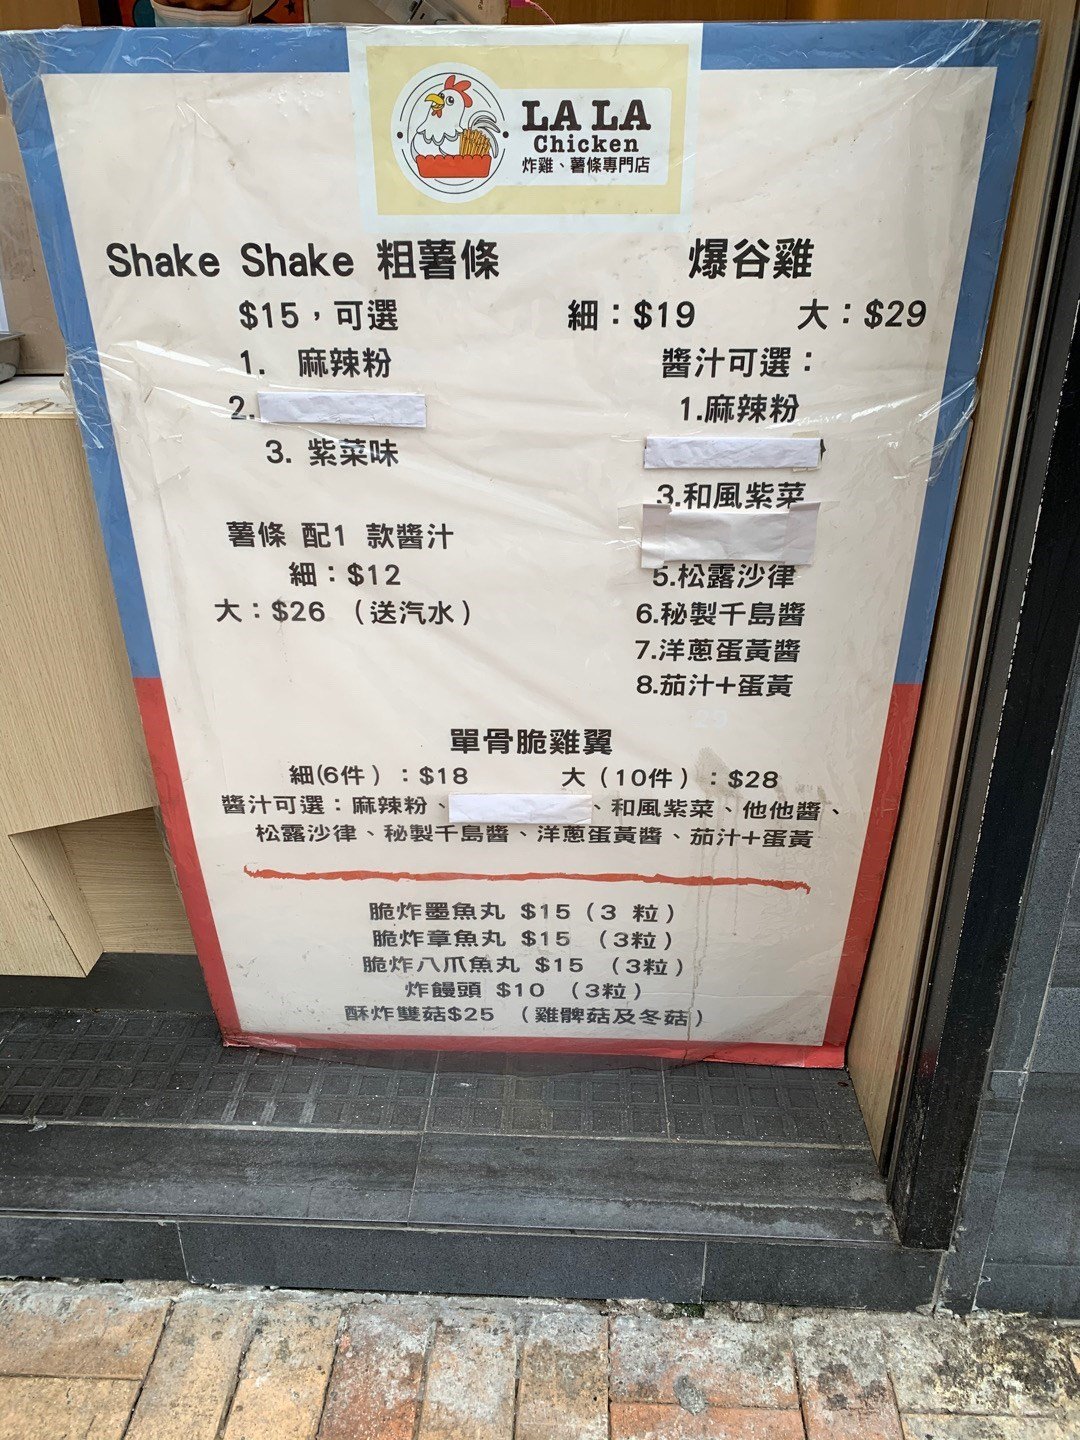 LA LA
Chicken
炸雞、薯條專門店
Shake Shake 粗薯條
$15，可選
1. 麻辣粉
2.
3. 紫菜味
薯條 配1 款醬汁
細：$12
大：$26 （送汽水）
爆谷雞
細：$19 大：$29
醬汁可選：
1.麻辣粉
3.和風紫菜
5.松露沙律
6.秘製千島醬
7.洋蔥蛋黃醬
8.茄汁+蛋黃
單骨脆雞翼
細(6件）：$18 大（10件）：$28
醬汁可選：麻辣粉、 、和風紫菜、他他醬、
松露沙律、秘製千島醬、洋蔥蛋黃醬、茄汁+蛋黃
脆炸墨魚丸 $15（3 粒）
脆炸章魚丸 $15 （3粒）
脆炸八爪魚丸 $15 （3粒）
炸饅頭 $10 （3粒）
酥炸雙菇$25 （雞髀菇及冬菇）